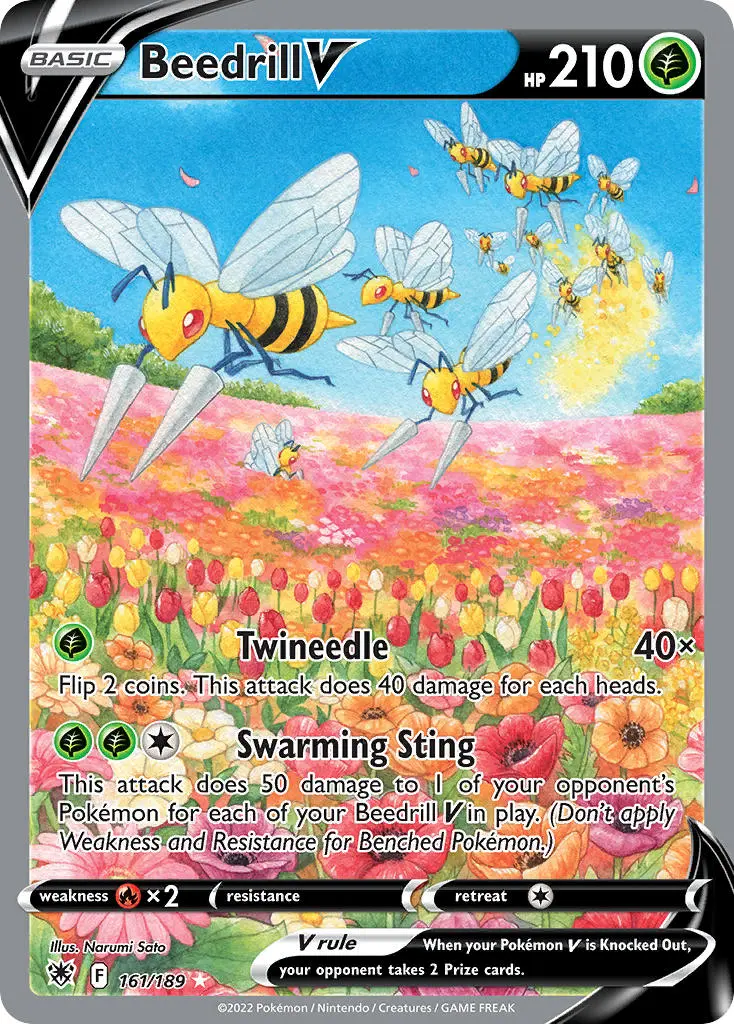 BASIC
Beedrill V
HP 210
Twineedle 40×
Flip 2 coins. This attack does 40 damage for each heads.
Swarming Sting
This attack does 50 damage to 1 of your opponent’s
Pokémon for each of your Beedrill V in play. (Don’t apply
Weakness and Resistance for Benched Pokémon.)
weakness ×2
resistance
retreat
Illus. Narumi Sato
F 161/189
V rule
When your Pokémon V is Knocked Out,
your opponent takes 2 Prize cards.
©2022 Pokémon / Nintendo / Creatures / GAME FREAK